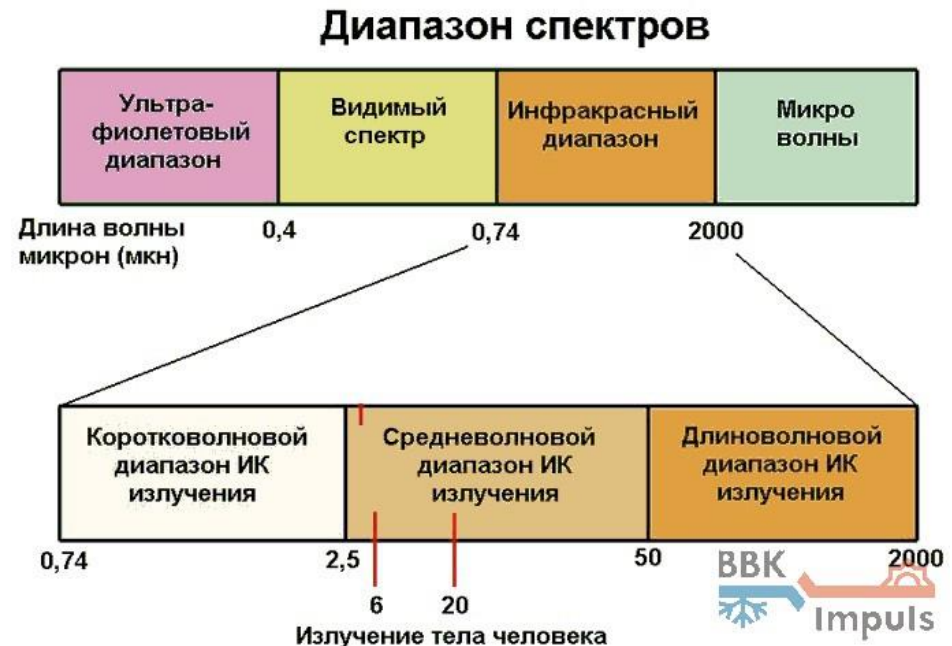 Диапазон спектров
Ультра-
фиолетовый
диапазон
Видимый
спектр
Инфракрасный
диапазон
Микро
волны
Длина волны
микрон (мкн)
0,4
0,74
2000
Коротковолновой
диапазон ИК
излучения
Средневолновой
диапазон ИК
излучения
Длиноволновой
диапазон ИК
излучения
0,74
2,5
50
2000
6
20
Излучение тела человека
BBK
Impuls